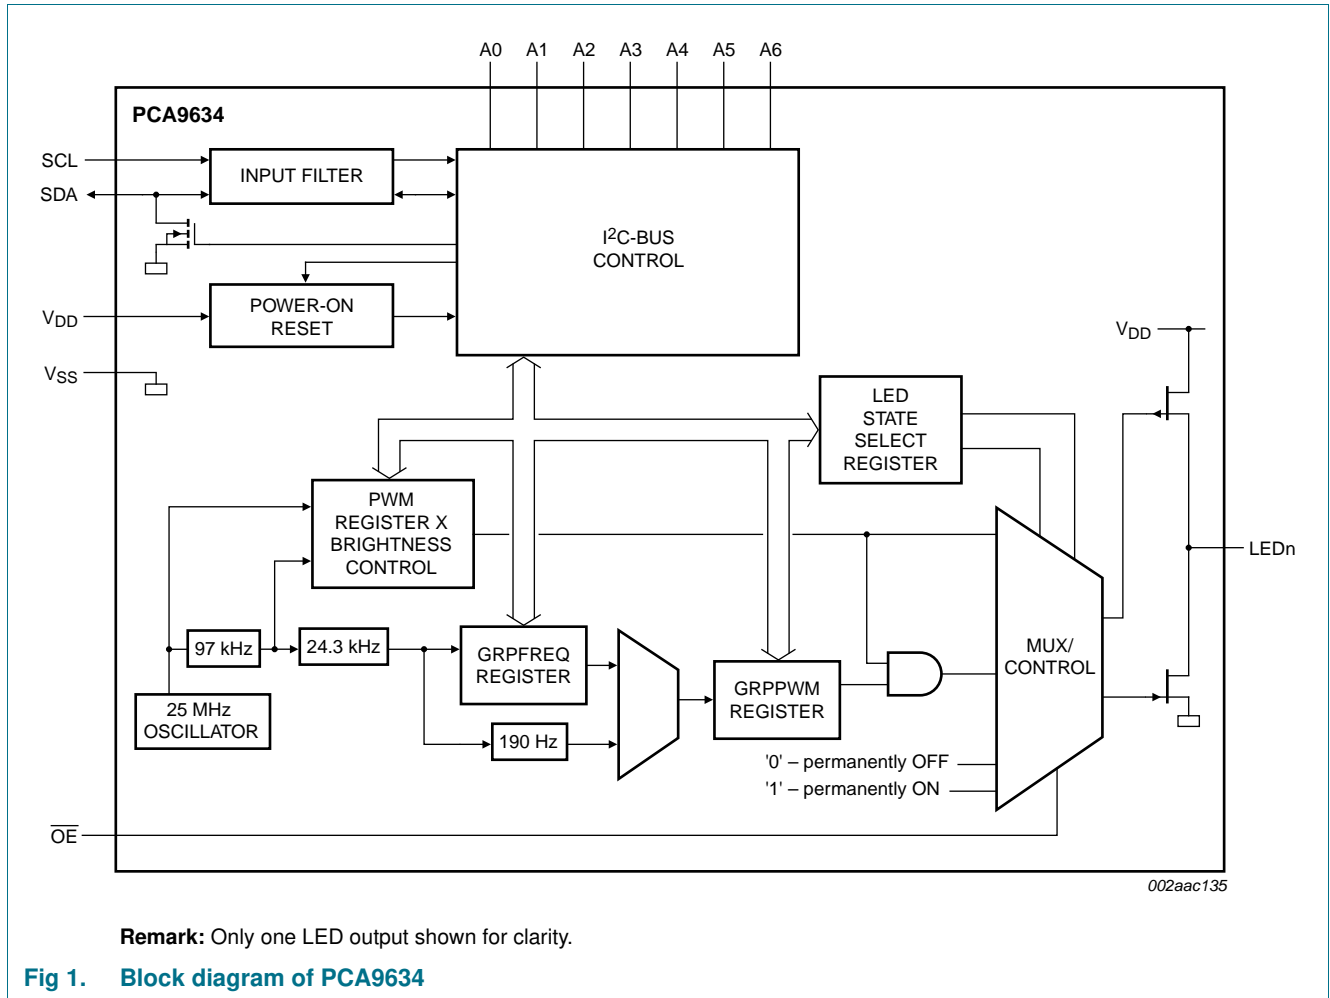 A0 A1 A2 A3 A4 A5 A6
PCA9634
SCL
SDA
INPUT FILTER
I2C-BUS
CONTROL
POWER-ON
RESET
VDD
VSS
VDD
LED
STATE
SELECT
REGISTER
PWM
REGISTER X
BRIGHTNESS
CONTROL
LEDn
97 kHz
24.3 kHz
GRPFREQ
REGISTER
GRPPWM
REGISTER
MUX/
CONTROL
25 MHz
OSCILLATOR
190 Hz
'0' – permanently OFF
'1' – permanently ON
OE
002aac135
Remark: Only one LED output shown for clarity.
Fig 1. Block diagram of PCA9634